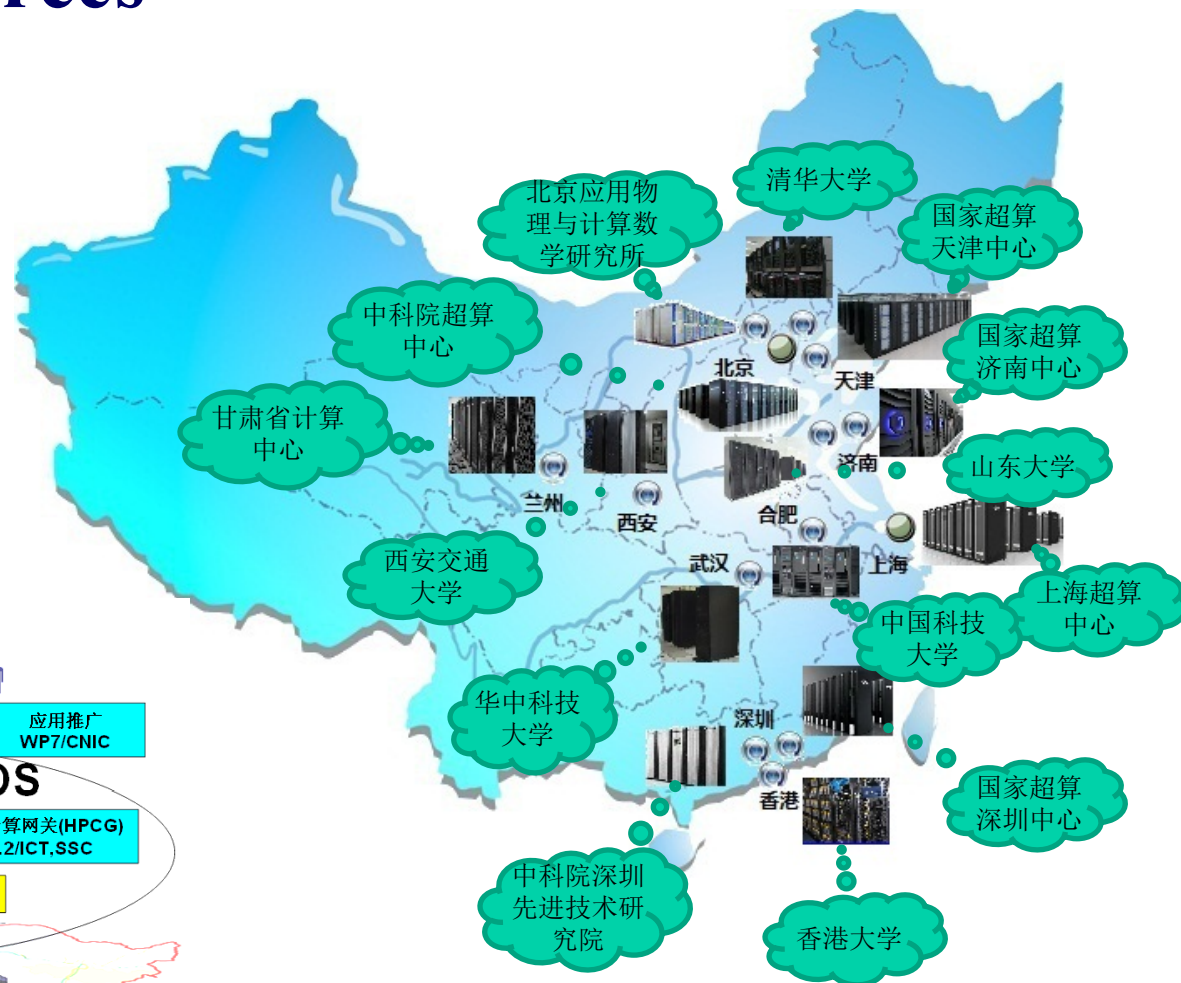 清华大学
北京应用物
理与计算数
学研究所
国家超算
天津中心
中科院超算
中心
国家超算
济南中心
北京
天津
甘肃省计算
中心
济南
山东大学
兰州
西安
合肥
上海
西安交通
大学
武汉
上海超算
中心
中国科技
大学
华中科技
大学
深圳
应用推广
WP7/CNIC
香港
国家超算
深圳中心
算网关(HPCG)
.2/ICT,SSC
中科院深圳
先进技术研
究院
香港大学